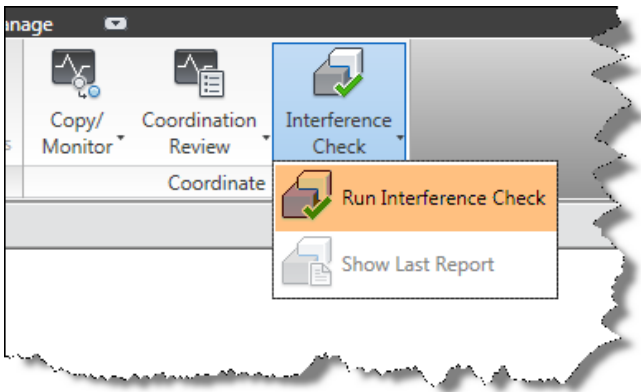 anage
Copy/
Monitor
Coordination
Review
Interference
Check
s
Coordinate
Run Interference Check
Show Last Report